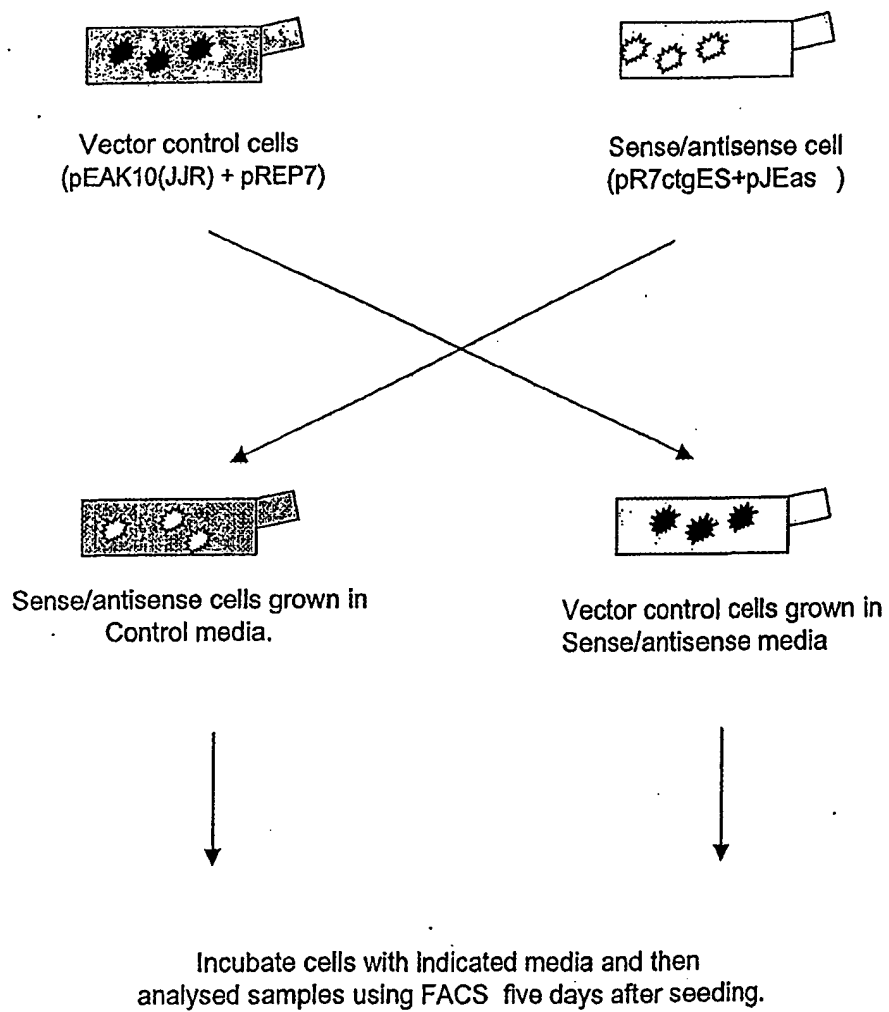 Vector control cells
(pEAK10(JJR) + pREP7)
Sense/antisense cell
(pR7ctgES+pJEas )
Sense/antisense cells grown in
Control media.
Vector control cells grown in
Sense/antisense media
Incubate cells with indicated media and then
analysed samples using FACS five days after seeding.